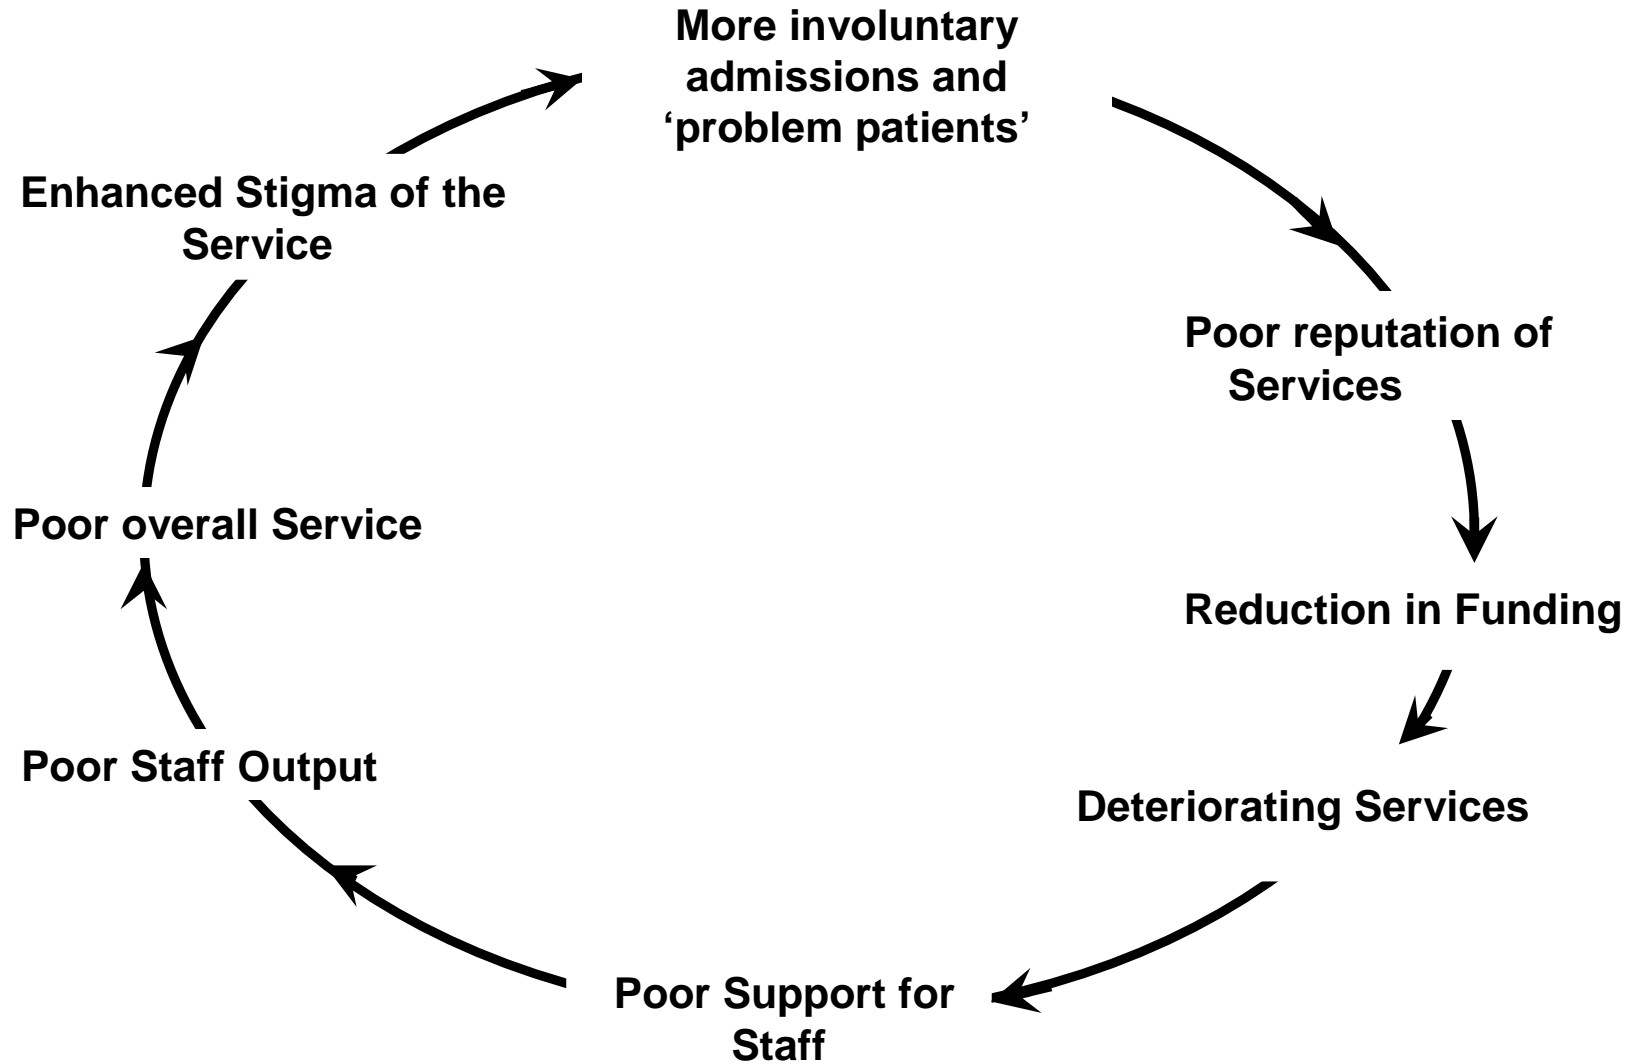 More involuntary
admissions and
‘problem patients’
Poor reputation of
Services
Reduction in Funding
Deteriorating Services
Poor Support for
Staff
Poor Staff Output
Poor overall Service
Enhanced Stigma of the
Service